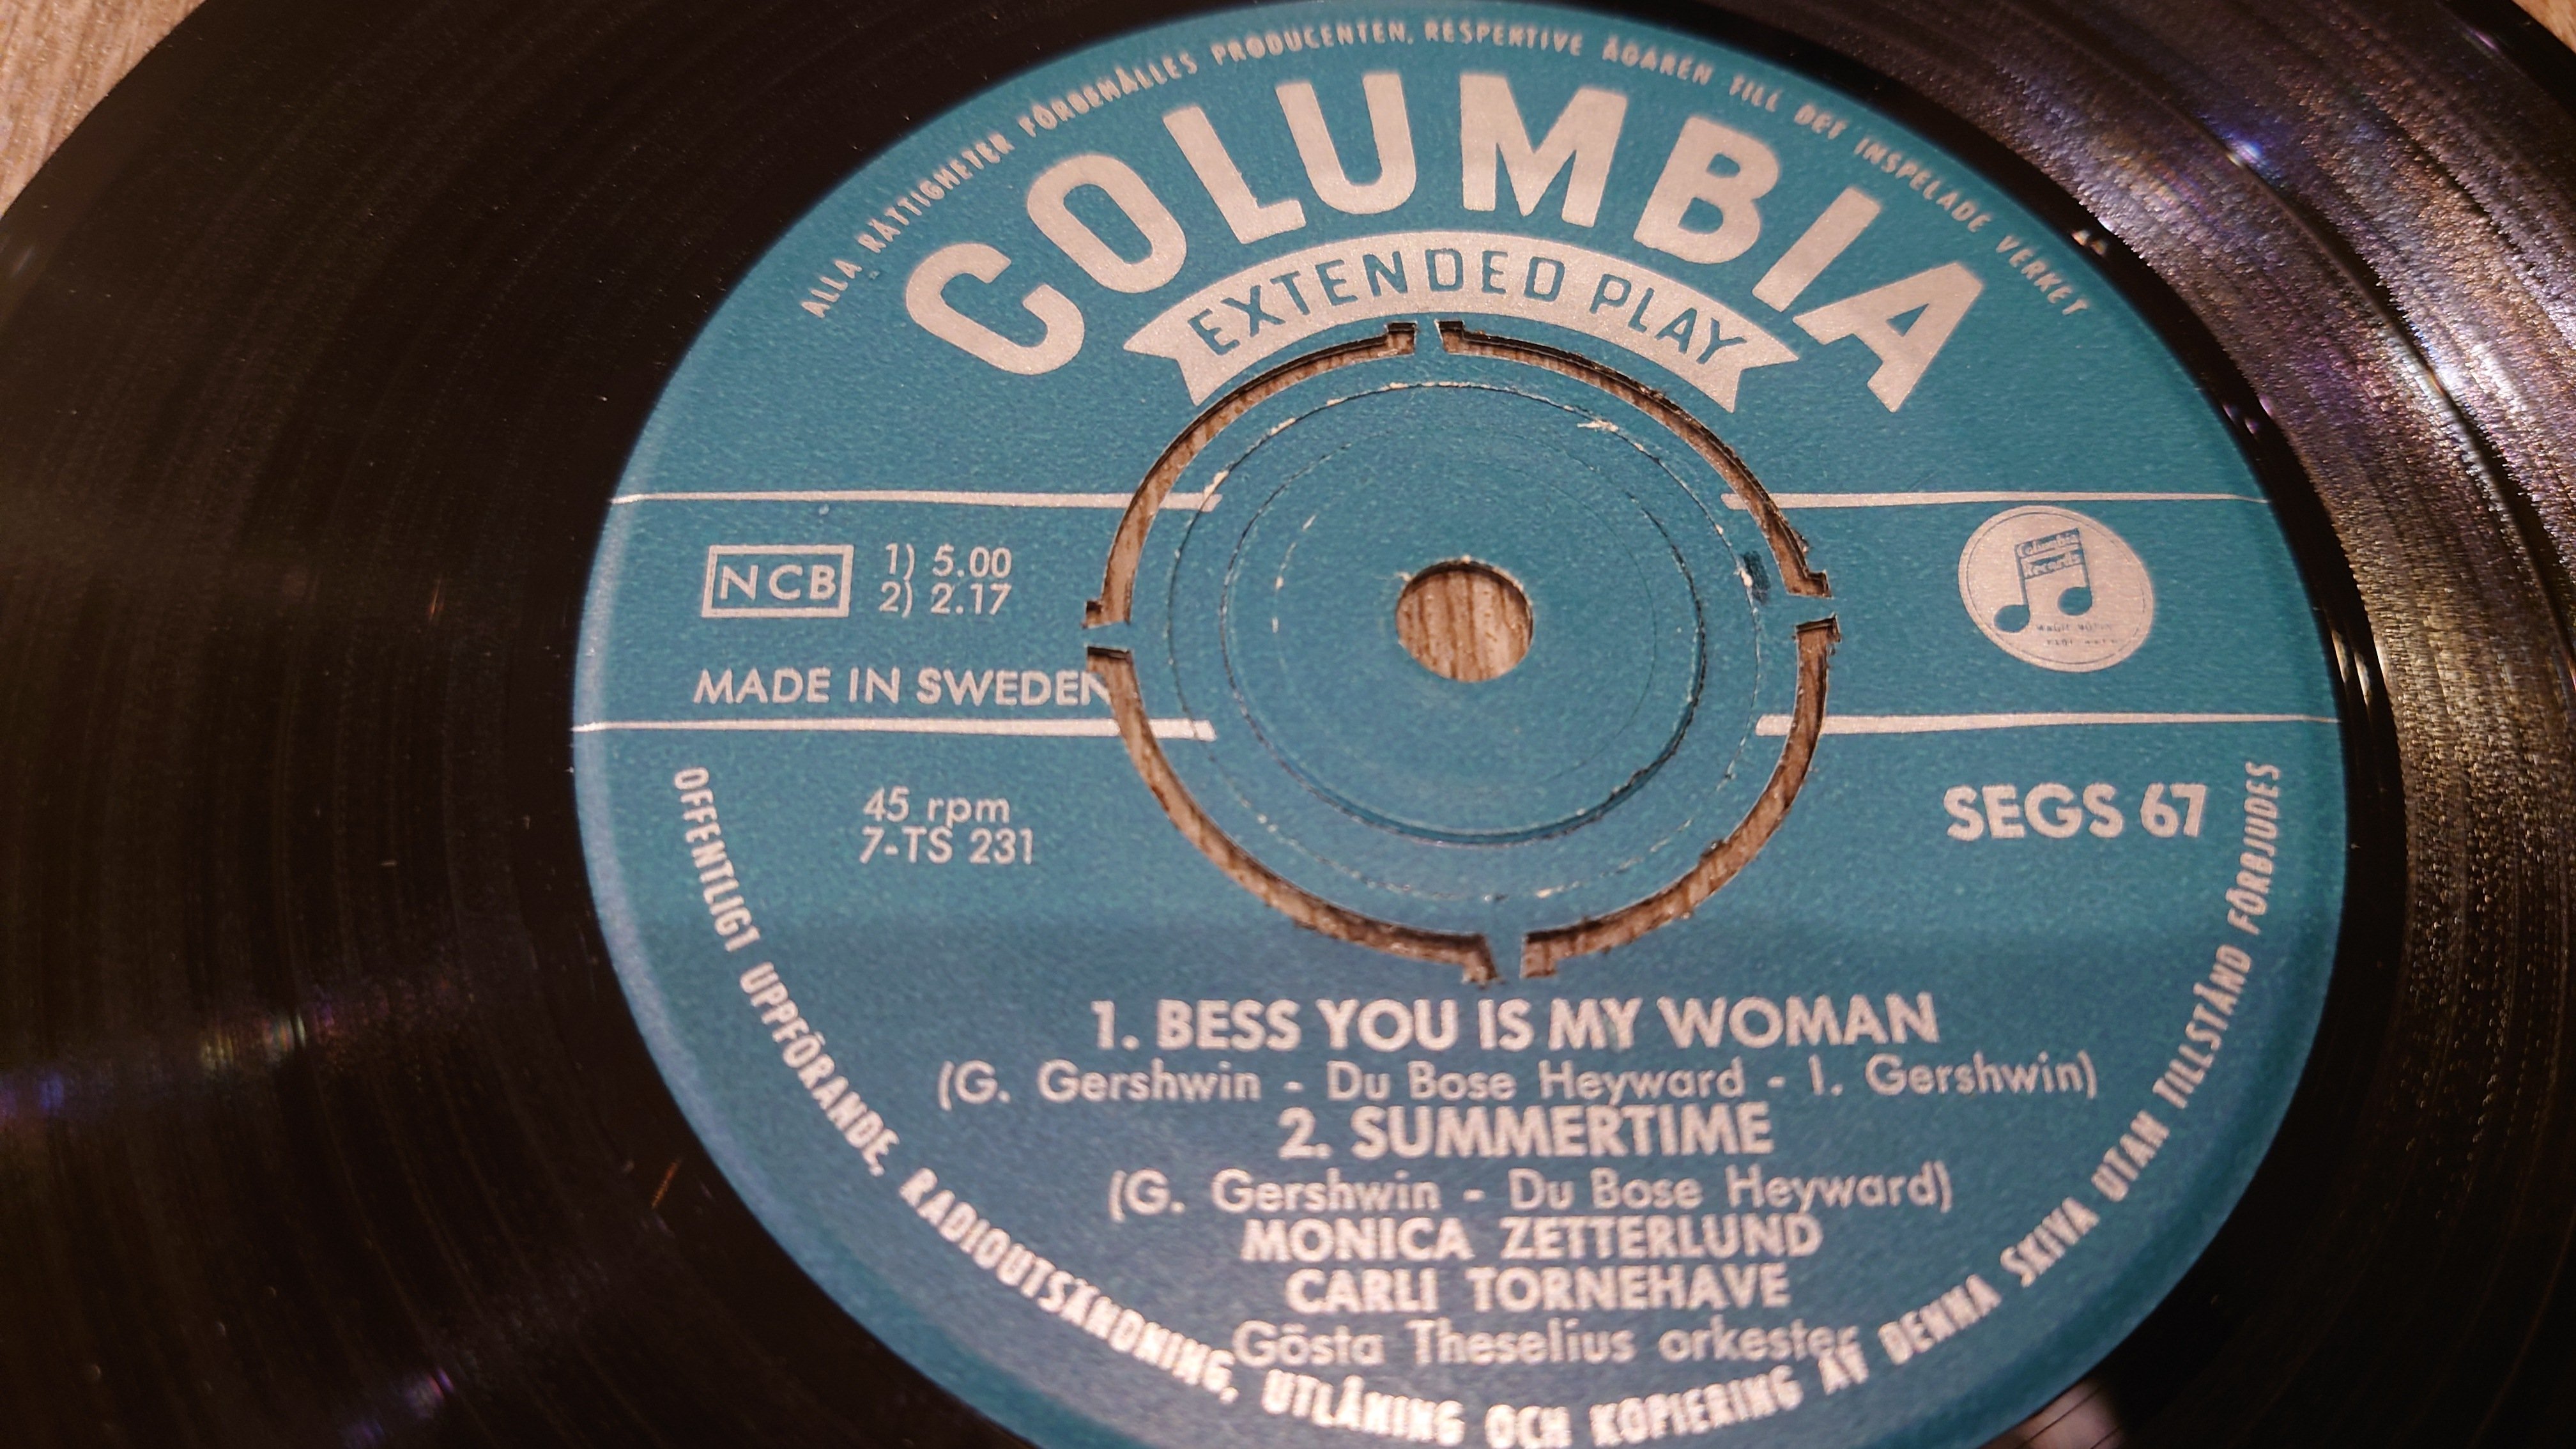 ALLA RÄTTIGHETER FÖRBEHÅLLES PRODUCENTEN, RESPEKTIVE ÄGAREN TILL DET INSPELADE VERKET
COLUMBIA
EXTENDED PLAY
NCB
1) 5.00
2) 2.17
Columbia
Records
MADE IN SWEDEN
45 rpm
7-TS 231
SEGS 67
1. BESS YOU IS MY WOMAN
(G. Gershwin - Du Bose Heyward - I. Gershwin)
2. SUMMERTIME
(G. Gershwin - Du Bose Heyward)
MONICA ZETTERLUND
CARLI TORNEHAVE
Gösta Theselius orkester
OFFENTLIGT UPPFÖRANDE, RADIOUTSÄNDNING, UTLÅNING OCH KOPIERING AV DENNA SKIVA UTAN TILLSTÅND FÖRBJUDES